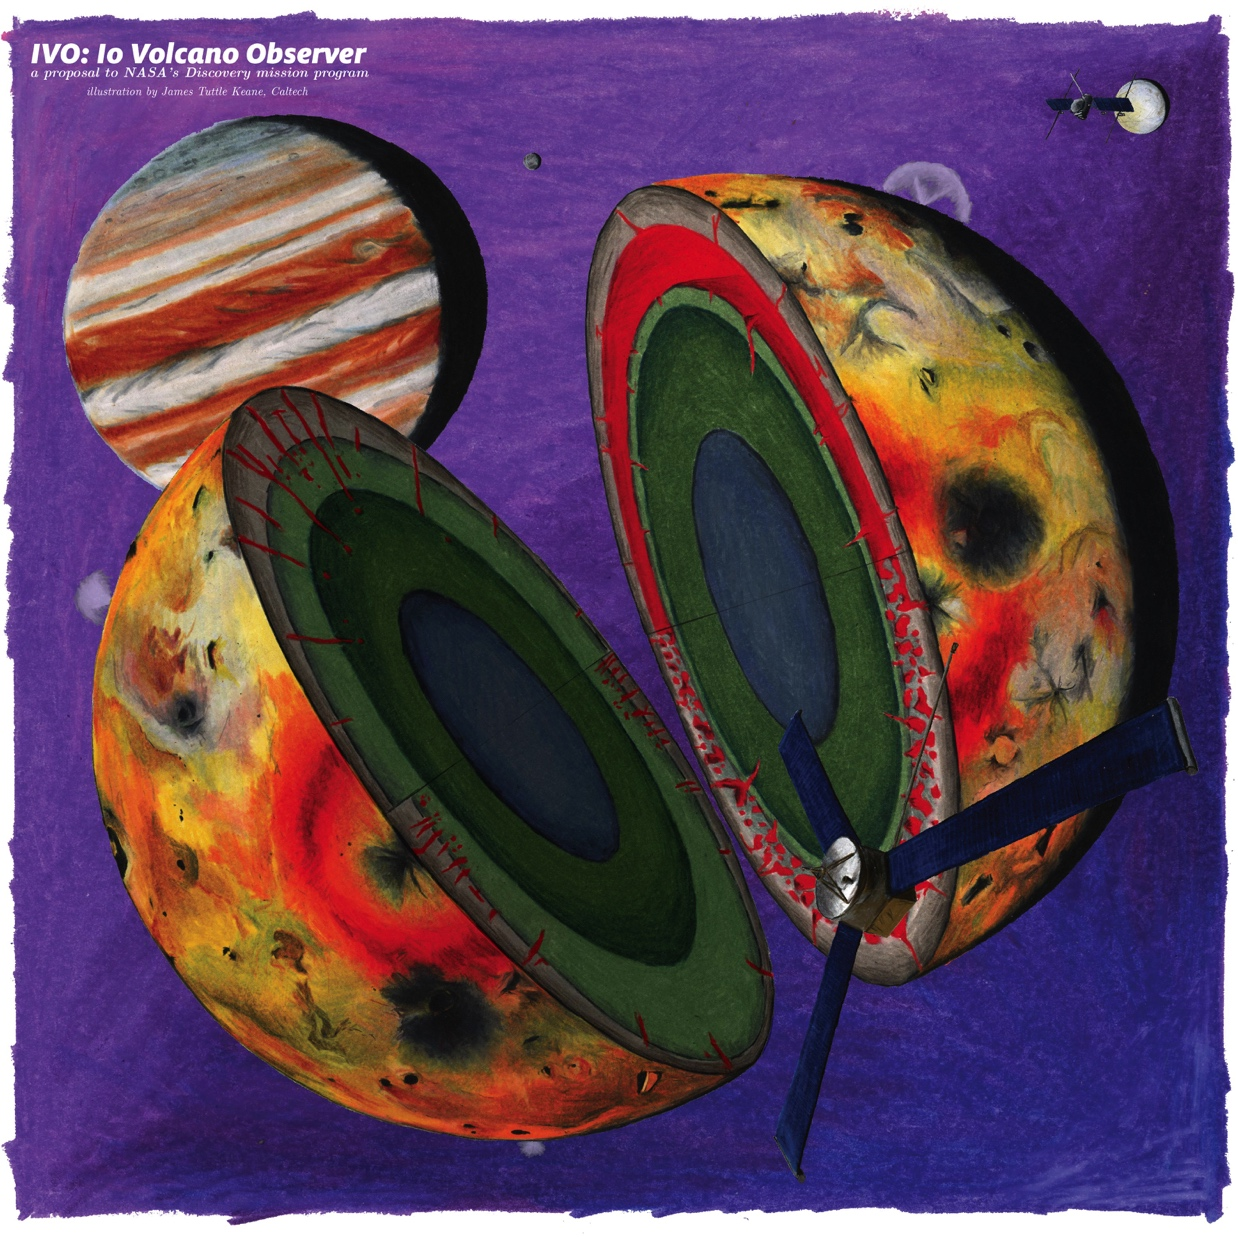 IVO: Io Volcano Observer
a proposal to NASA's Discovery mission program
illustration by James Tuttle Keane, Caltech